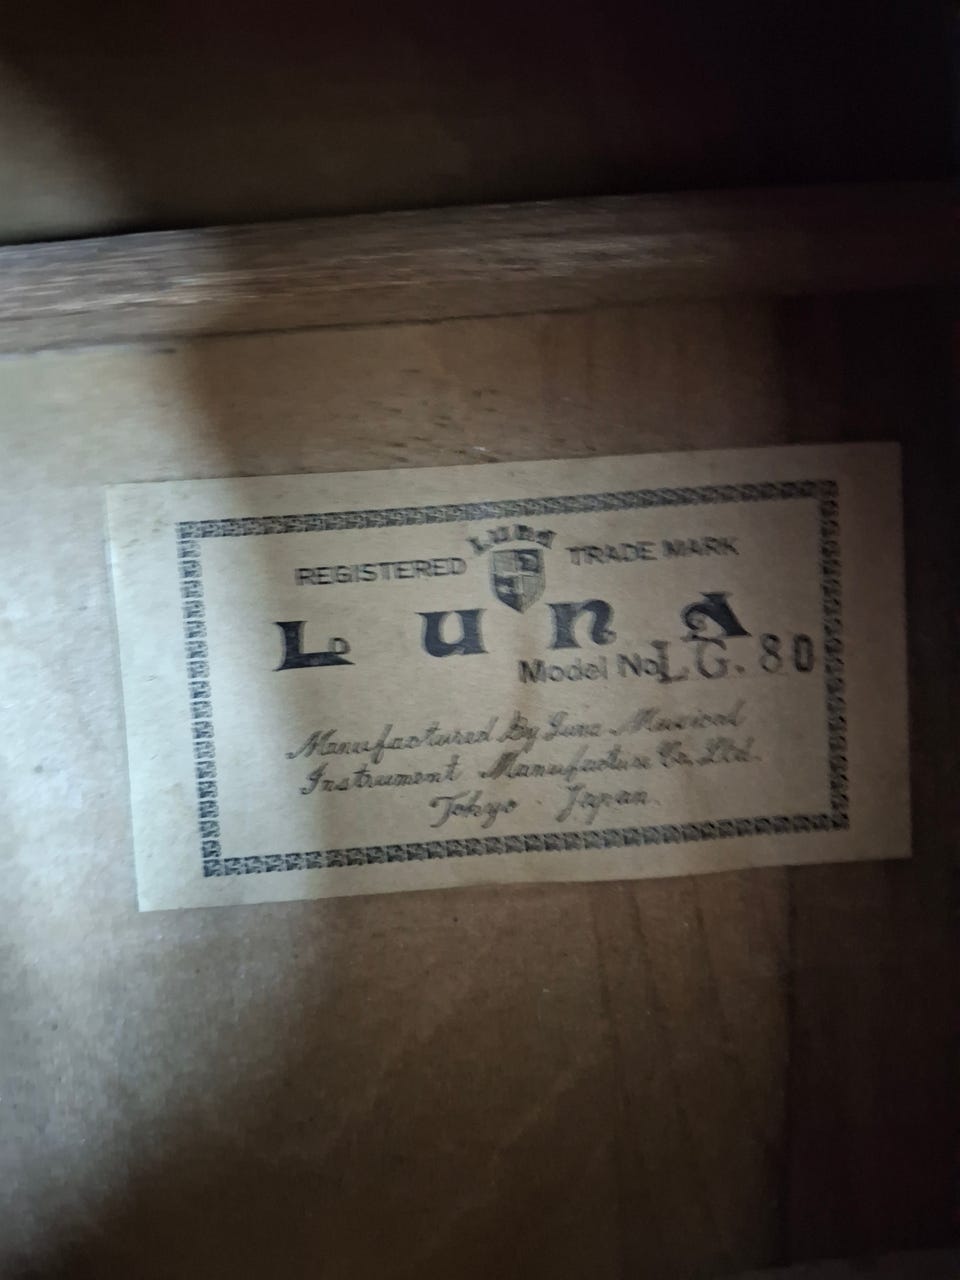 LUNA
REGISTERED TRADE MARK
LUNA
Model No. LG. 80
Manufactured By Luna Musical
Instrument Manufacture Co. Ltd.
Tokyo Japan.